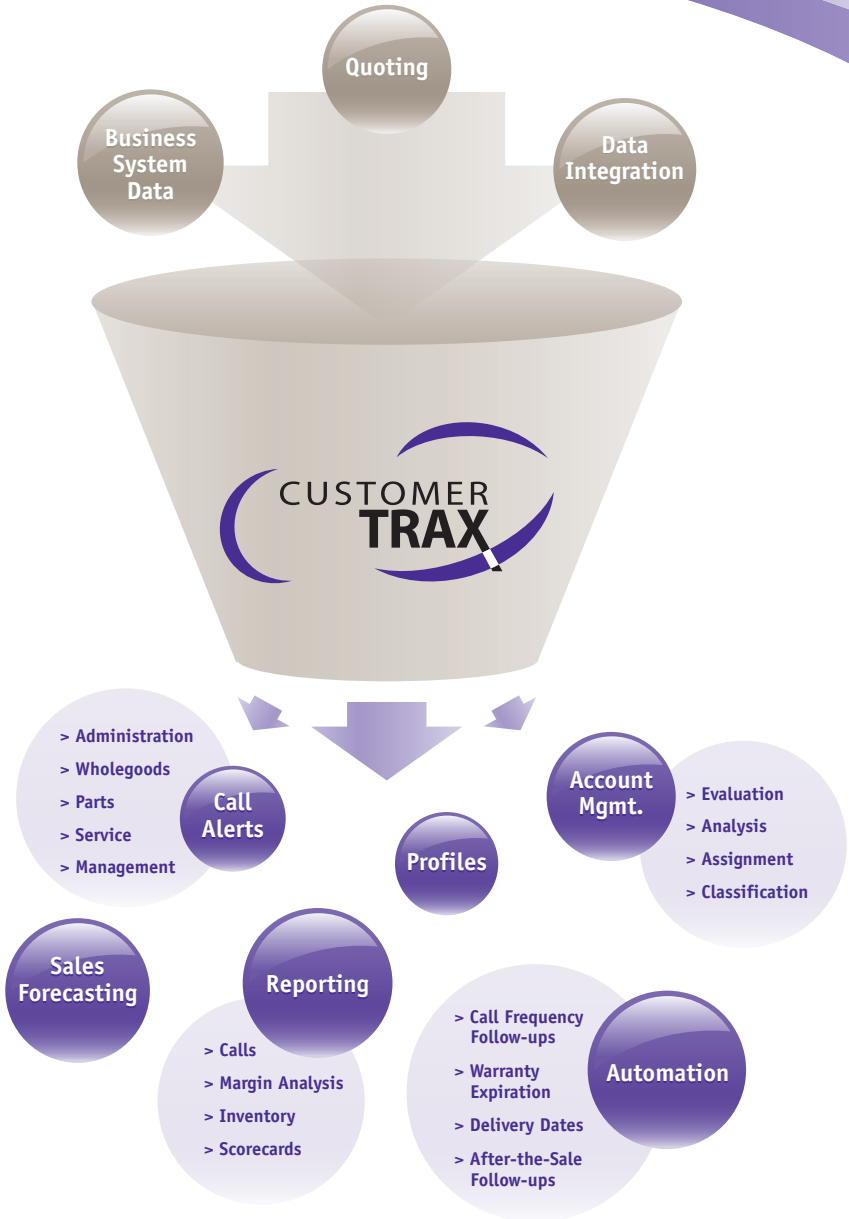 Quoting
Business
System
Data
Data
Integration
CUSTOMER
TRAX
> Administration
> Wholegoods
> Parts
> Service
> Management
Call
Alerts
Profiles
Account
Mgmt.
> Evaluation
> Analysis
> Assignment
> Classification
Sales
Forecasting
Reporting
> Calls
> Margin Analysis
> Inventory
> Scorecards
> Call Frequency
Follow-ups
> Warranty
Expiration
> Delivery Dates
> After-the-Sale
Follow-ups
Automation